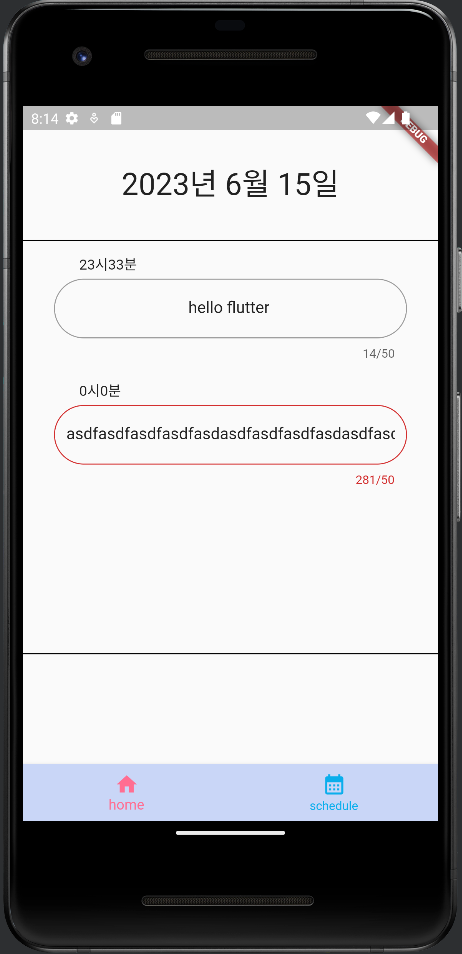 8:14
DEBUG
2023년 6월 15일
23시33분
hello flutter
14/50
0시0분
asdfasdfasdfasdfasdasdfasdfasdfasdasdfasd
281/50
home
schedule